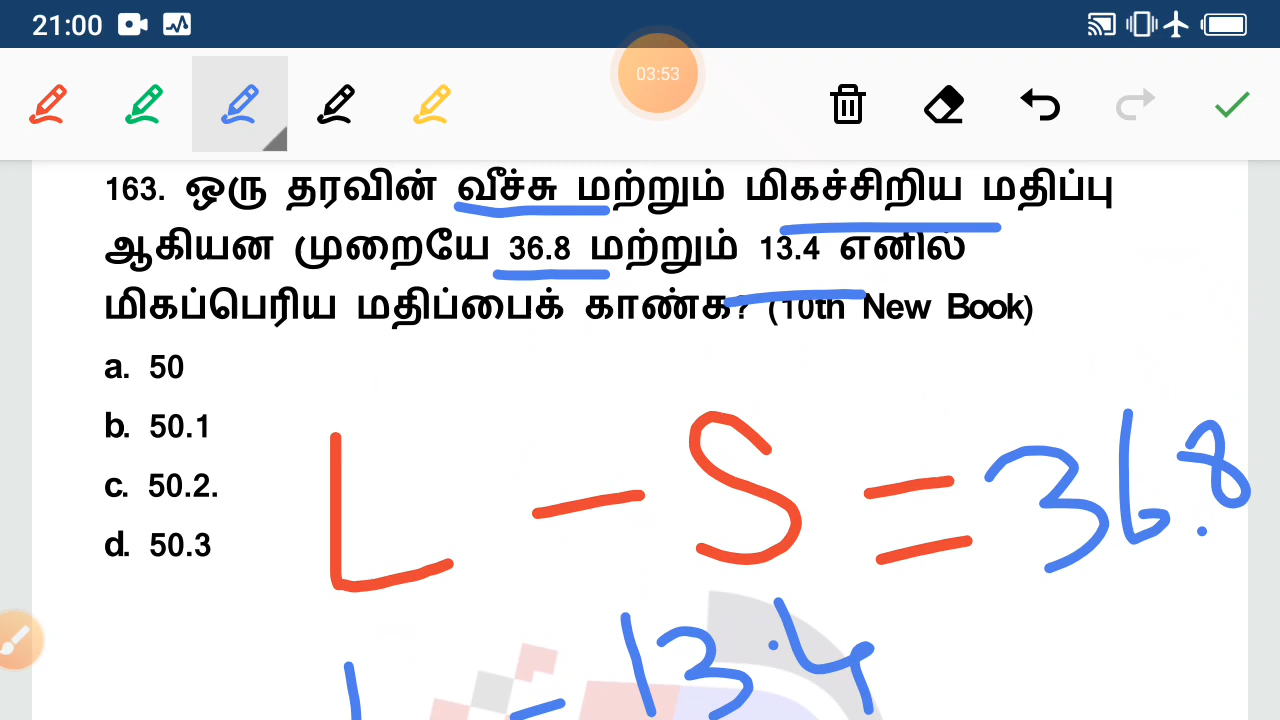 21:00
03:53
163. ஒரு தரவின் வீச்சு மற்றும் மிகச்சிறிய மதிப்பு
ஆகியன முறையே 36.8 மற்றும் 13.4 எனில்
மிகப்பெரிய மதிப்பைக் காண்க? (10th New Book)
a. 50
b. 50.1
c. 50.2.
d. 50.3
L - S = 36.8
L - 13.4